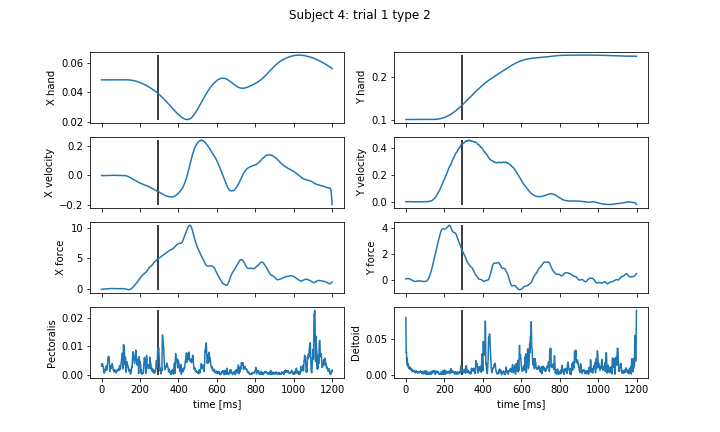 Subject 4: trial 1 type 2
X hand
0.06
0.04
0.02
Y hand
0.2
0.1
X velocity
0.2
0.0
−0.2
Y velocity
0.4
0.2
0.0
X force
10
5
0
Y force
4
2
0
Pectoralis
0.02
0.01
0.00
0 200 400 600 800 1000 1200
time [ms]
Deltoid
0.05
0.00
0 200 400 600 800 1000 1200
time [ms]